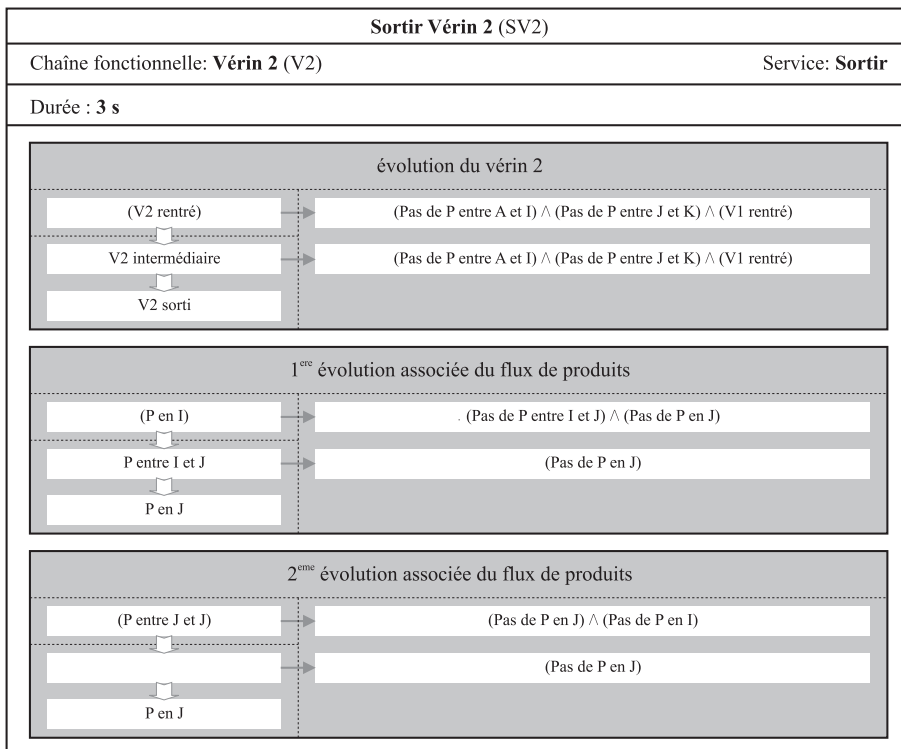 Sortir Vérin 2 (SV2)
Chaîne fonctionnelle: Vérin 2 (V2) Service: Sortir
Durée : 3 s
évolution du vérin 2
(V2 rentré) (Pas de P entre A et I) ∧ (Pas de P entre J et K) ∧ (V1 rentré)
V2 intermédiaire (Pas de P entre A et I) ∧ (Pas de P entre J et K) ∧ (V1 rentré)
V2 sorti
1ere évolution associée du flux de produits
(P en I) . (Pas de P entre I et J) ∧ (Pas de P en J)
P entre I et J (Pas de P en J)
P en J
2eme évolution associée du flux de produits
(P entre J et J) (Pas de P en J) ∧ (Pas de P en I)
(Pas de P en J)
P en J